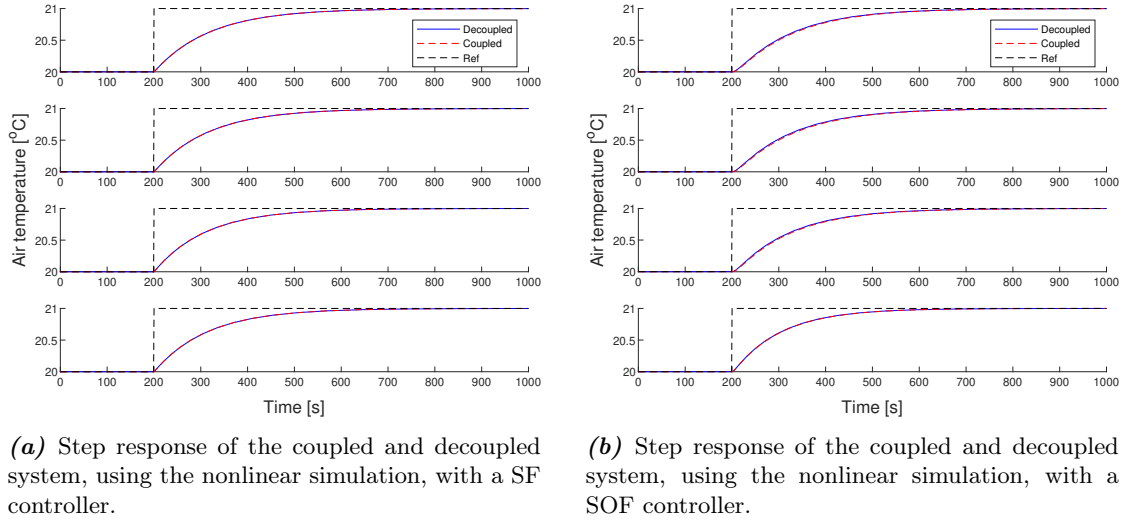 21
20.5
20
0 100 200 300 400 500 600 700 800 900 1000
Decoupled
Coupled
Ref
21
20.5
20
0 100 200 300 400 500 600 700 800 900 1000
21
20.5
20
0 100 200 300 400 500 600 700 800 900 1000
21
20.5
20
0 100 200 300 400 500 600 700 800 900 1000
Air temperature [°C]
Time [s]
(a) Step response of the coupled and decoupled
system, using the nonlinear simulation, with a SF
controller.
21
20.5
20
0 100 200 300 400 500 600 700 800 900 1000
Decoupled
Coupled
Ref
21
20.5
20
0 100 200 300 400 500 600 700 800 900 1000
21
20.5
20
0 100 200 300 400 500 600 700 800 900 1000
21
20.5
20
0 100 200 300 400 500 600 700 800 900 1000
Air temperature [°C]
Time [s]
(b) Step response of the coupled and decoupled
system, using the nonlinear simulation, with a
SOF controller.